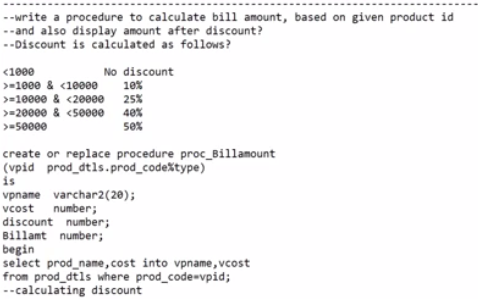 --------------------------------------------------------------------
--write a procedure to calculate bill amount, based on given product id
--and also display amount after discount?
--Discount is calculated as follows?
<1000 No discount
>=1000 & <10000 10%
>=10000 & <20000 25%
>=20000 & <50000 40%
>=50000 50%
create or replace procedure proc_Billamount
(vpid prod_dtls.prod_code%type)
is
vpname varchar2(20);
vcost number;
discount number;
Billamt number;
begin
select prod_name,cost into vpname,vcost
from prod_dtls where prod_code=vpid;
--calculating discount